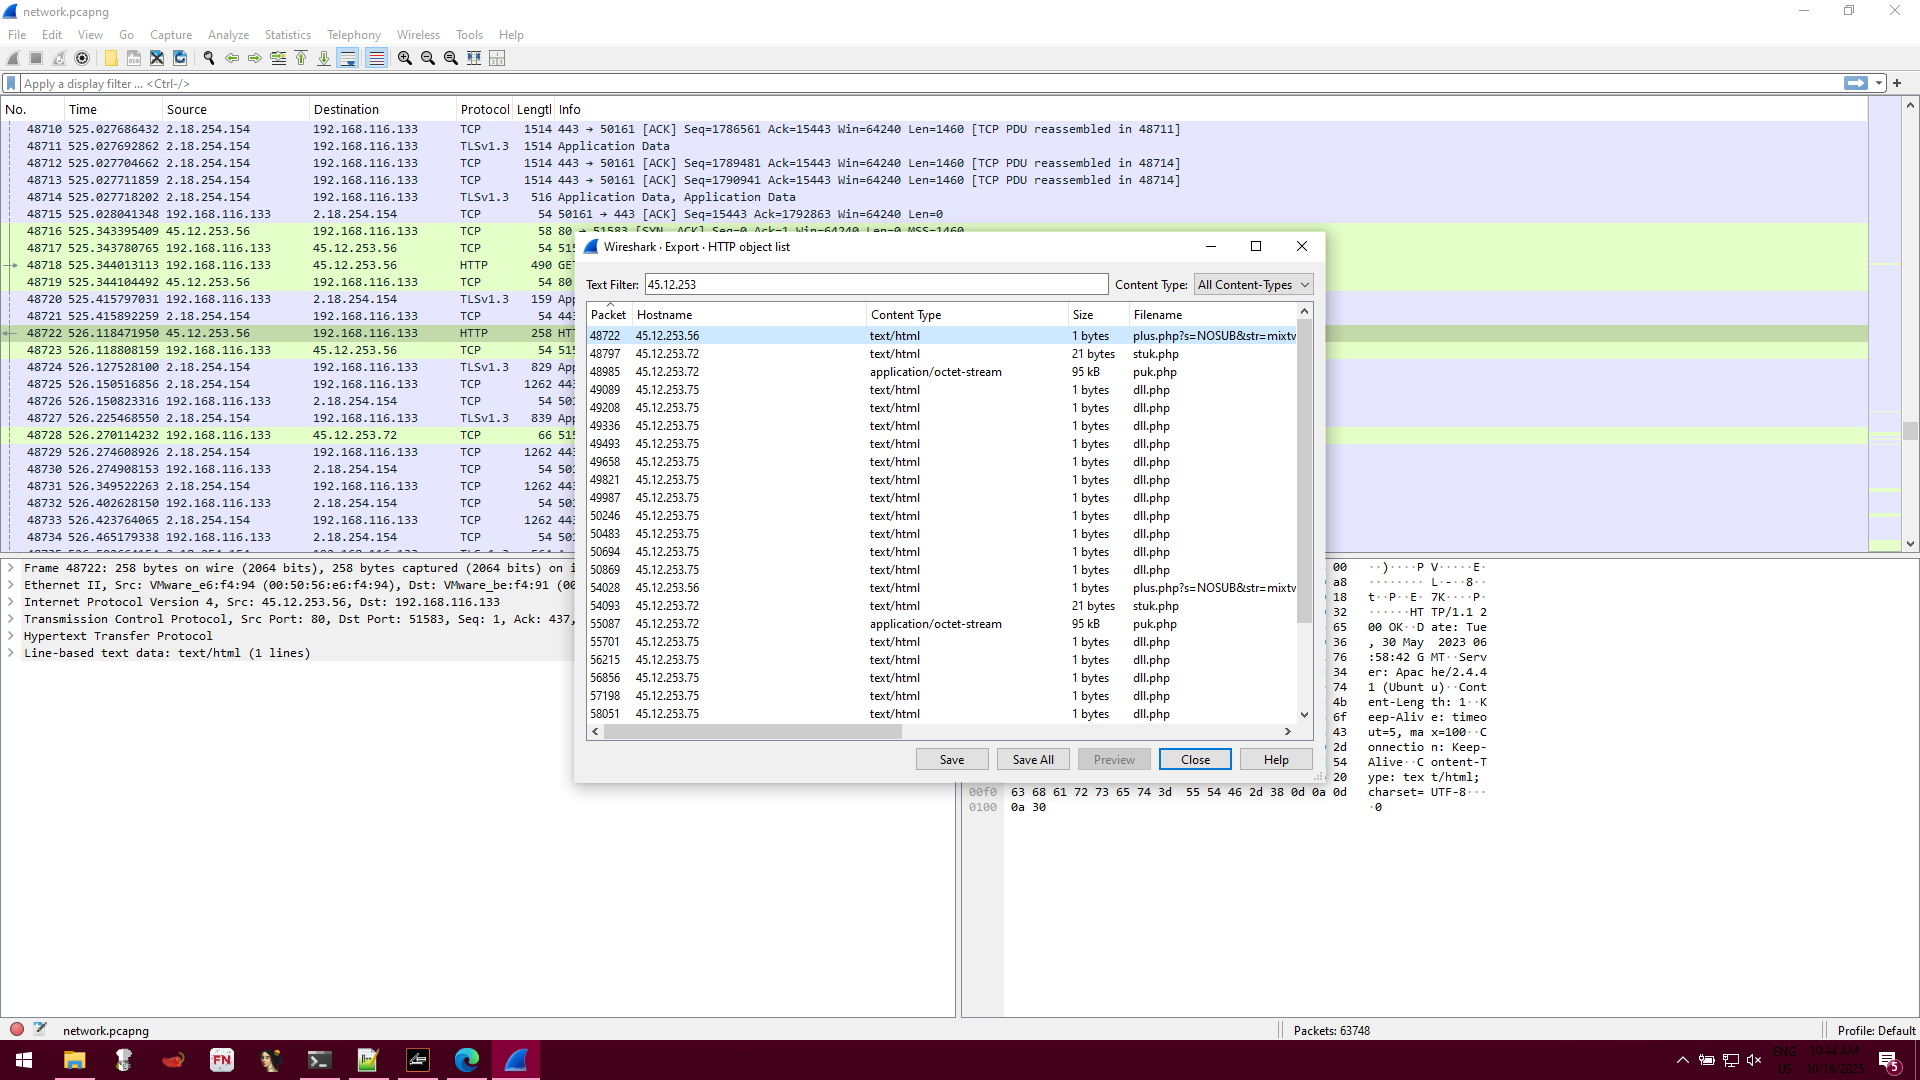 network.pcapng
File Edit View Go Capture Analyze Statistics Telephony Wireless Tools Help
Apply a display filter ... <Ctrl-/>
No. Time Source Destination Protocol Lengtl Info
48710 525.027686432 2.18.254.154 192.168.116.133 TCP 1514 443 → 50161 [ACK] Seq=1786561 Ack=15443 Win=64240 Len=1460 [TCP PDU reassembled in 48711]
48711 525.027692862 2.18.254.154 192.168.116.133 TLSv1.3 1514 Application Data
48712 525.027704662 2.18.254.154 192.168.116.133 TCP 1514 443 → 50161 [ACK] Seq=1789481 Ack=15443 Win=64240 Len=1460 [TCP PDU reassembled in 48714]
48713 525.027711859 2.18.254.154 192.168.116.133 TCP 1514 443 → 50161 [ACK] Seq=1790941 Ack=15443 Win=64240 Len=1460 [TCP PDU reassembled in 48714]
48714 525.027718202 2.18.254.154 192.168.116.133 TLSv1.3 516 Application Data, Application Data
48715 525.028041348 192.168.116.133 2.18.254.154 TCP 54 50161 → 443 [ACK] Seq=15443 Ack=1792863 Win=64240 Len=0
48716 525.343395409 45.12.253.56 192.168.116.133 TCP 58 80 → 51583 [SYN, ACK] Seq=0 Ack=1 Win=64240 Len=0 MSS=1460
48717 525.343780765 192.168.116.133 45.12.253.56 TCP 54 515
48718 525.344013113 192.168.116.133 45.12.253.56 HTTP 490 GE
48719 525.344104492 45.12.253.56 192.168.116.133 TCP 54 80
48720 525.415797031 192.168.116.133 2.18.254.154 TLSv1.3 159 App
48721 525.415892259 2.18.254.154 192.168.116.133 TCP 54 443
48722 526.118471950 45.12.253.56 192.168.116.133 HTTP 258 HT
48723 526.118808159 192.168.116.133 45.12.253.56 TCP 54 515
48724 526.127528100 2.18.254.154 192.168.116.133 TLSv1.3 829 App
48725 526.150516856 2.18.254.154 192.168.116.133 TCP 1262 443
48726 526.150823316 192.168.116.133 2.18.254.154 TCP 54 501
48727 526.225468550 2.18.254.154 192.168.116.133 TLSv1.3 839 App
48728 526.270114232 192.168.116.133 45.12.253.72 TCP 66 515
48729 526.274608926 2.18.254.154 192.168.116.133 TCP 1262 443
48730 526.274908153 192.168.116.133 2.18.254.154 TCP 54 501
48731 526.349522263 2.18.254.154 192.168.116.133 TCP 1262 443
48732 526.402628150 192.168.116.133 2.18.254.154 TCP 54 501
48733 526.423764065 2.18.254.154 192.168.116.133 TCP 1262 443
48734 526.465179338 192.168.116.133 2.18.254.154 TCP 54 501
Wireshark · Export · HTTP object list
Text Filter: 45.12.253 Content Type: All Content-Types
Packet Hostname Content Type Size Filename
48722 45.12.253.56 text/html 1 bytes plus.php?s=NOSUB&str=mixtv
48797 45.12.253.72 text/html 21 bytes stuk.php
48985 45.12.253.72 application/octet-stream 95 kB puk.php
49089 45.12.253.75 text/html 1 bytes dll.php
49208 45.12.253.75 text/html 1 bytes dll.php
49336 45.12.253.75 text/html 1 bytes dll.php
49493 45.12.253.75 text/html 1 bytes dll.php
49658 45.12.253.75 text/html 1 bytes dll.php
49821 45.12.253.75 text/html 1 bytes dll.php
49987 45.12.253.75 text/html 1 bytes dll.php
50246 45.12.253.75 text/html 1 bytes dll.php
50483 45.12.253.75 text/html 1 bytes dll.php
50694 45.12.253.75 text/html 1 bytes dll.php
50869 45.12.253.75 text/html 1 bytes dll.php
54028 45.12.253.56 text/html 1 bytes plus.php?s=NOSUB&str=mixtv
54093 45.12.253.72 text/html 21 bytes stuk.php
55087 45.12.253.72 application/octet-stream 95 kB puk.php
55701 45.12.253.75 text/html 1 bytes dll.php
56215 45.12.253.75 text/html 1 bytes dll.php
56856 45.12.253.75 text/html 1 bytes dll.php
57198 45.12.253.75 text/html 1 bytes dll.php
58051 45.12.253.75 text/html 1 bytes dll.php
Save Save All Preview Close Help
Frame 48722: 258 bytes on wire (2064 bits), 258 bytes captured (2064 bits) on i
Ethernet II, Src: VMware_e6:f4:94 (00:50:56:e6:f4:94), Dst: VMware_be:f4:91 (00
Internet Protocol Version 4, Src: 45.12.253.56, Dst: 192.168.116.133
Transmission Control Protocol, Src Port: 80, Dst Port: 51583, Seq: 1, Ack: 437,
Hypertext Transfer Protocol
Line-based text data: text/html (1 lines)
00 ··)····P V·····E·
a8 ········ L·-··8··
18 t··P·E· 7K····P·
32 ······HT TP/1.1 2
65 00 OK··D ate: Tue
36 , 30 May  2023 06
76 :58:42 G MT··Serv
34 er: Apac he/2.4.4
74 1 (Ubunt u)··Cont
4b ent-Leng th: 1··K
6f eep-Aliv e: timeo
43 ut=5, ma x=100··C
2d onnectio n: Keep-
54 Alive··C ontent-T
20 ype: tex t/html;
00f0 63 68 61 72 73 65 74 3d 55 54 46 2d 38 0d 0a 0d charset= UTF-8···
0100 0a 30 ·0
network.pcapng Packets: 63748 Profile: Default
FN
ENG 10:44 AM
US 10/16/2025
5